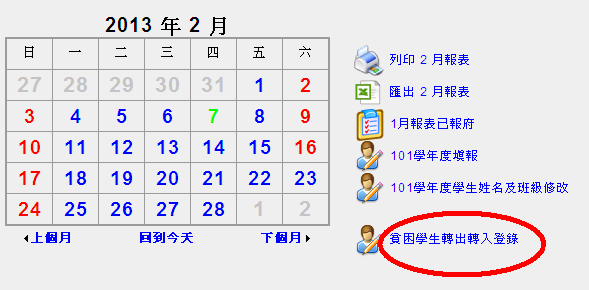 2013 年 2 月
日 一 二 三 四 五 六
27 28 29 30 31 1 2
3 4 5 6 7 8 9
10 11 12 13 14 15 16
17 18 19 20 21 22 23
24 25 26 27 28 1 2
上個月 回到今天 下個月
列印 2 月報表
匯出 2 月報表
1月報表已報府
101學年度填報
101學年度學生姓名及班級修改
貧困學生轉出轉入登錄